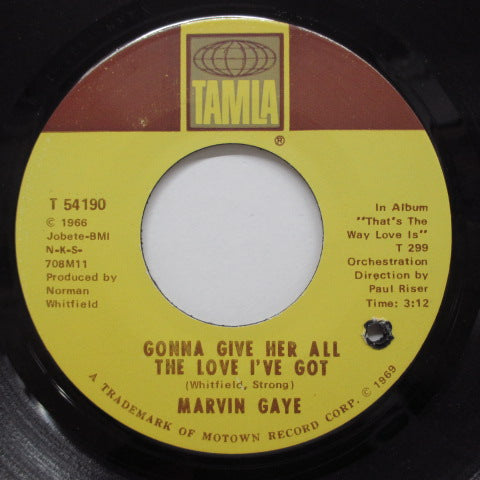 TAMLA
®
T 54190
© 1966
Jobete-BMI
N-K-S-
708M11
Produced by
Norman
Whitfield
In Album
"That's The
Way Love Is"
T 299
Orchestration
Direction by
Paul Riser
Time: 3:12
GONNA GIVE HER ALL
THE LOVE I'VE GOT
(Whitfield, Strong)
MARVIN GAYE
A TRADEMARK OF MOTOWN RECORD CORP. © 1969